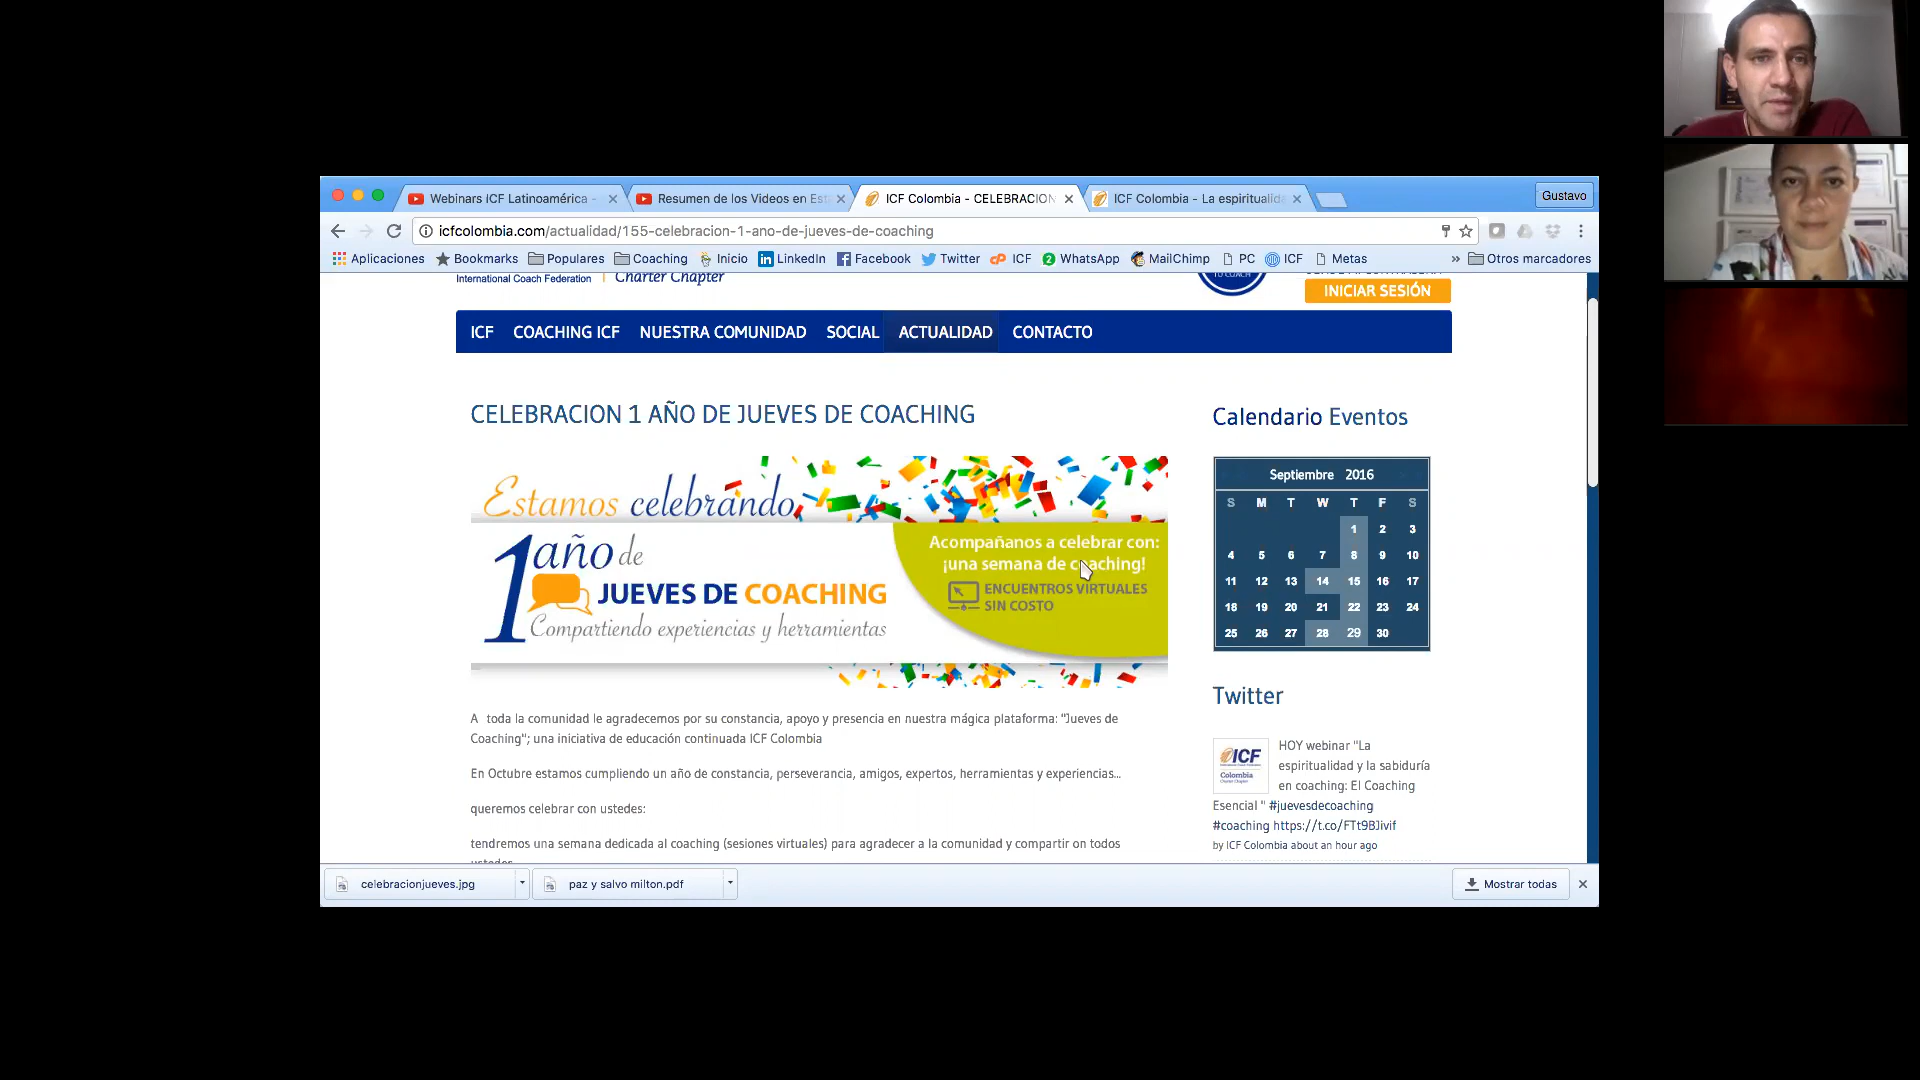 Webinars ICF Latinoamérica -
Resumen de los Videos en Est
ICF Colombia - CELEBRACION
ICF Colombia - La espiritualida
Gustavo
icfcolombia.com/actualidad/155-celebracion-1-ano-de-jueves-de-coaching
Aplicaciones Bookmarks Populares Coaching Inicio LinkedIn Facebook Twitter ICF WhatsApp MailChimp PC ICF Metas » Otros marcadores
International Coach Federation Charter Chapter
INICIAR SESIÓN
ICF COACHING ICF NUESTRA COMUNIDAD SOCIAL ACTUALIDAD CONTACTO
CELEBRACION 1 AÑO DE JUEVES DE COACHING
Estamos celebrando
1 año de
JUEVES DE COACHING
Compartiendo experiencias y herramientas
Acompañanos a celebrar con:
¡una semana de coaching!
ENCUENTROS VIRTUALES
SIN COSTO
A toda la comunidad le agradecemos por su constancia, apoyo y presencia en nuestra mágica plataforma: "Jueves de
Coaching"; una iniciativa de educación continuada ICF Colombia
En Octubre estamos cumpliendo un año de constancia, perseverancia, amigos, expertos, herramientas y experiencias...
queremos celebrar con ustedes:
tendremos una semana dedicada al coaching (sesiones virtuales) para agradecer a la comunidad y compartir on todos
ustedes
Calendario Eventos
Septiembre 2016
S M T W T F S
1 2 3
4 5 6 7 8 9 10
11 12 13 14 15 16 17
18 19 20 21 22 23 24
25 26 27 28 29 30
Twitter
ICF
Colombia
Charter Chapter
HOY webinar "La
espiritualidad y la sabiduría
en coaching: El Coaching
Esencial " #juevesdecoaching
#coaching https://t.co/FTt9BJivif
by ICF Colombia about an hour ago
celebracionjueves.jpg
paz y salvo milton.pdf
Mostrar todas